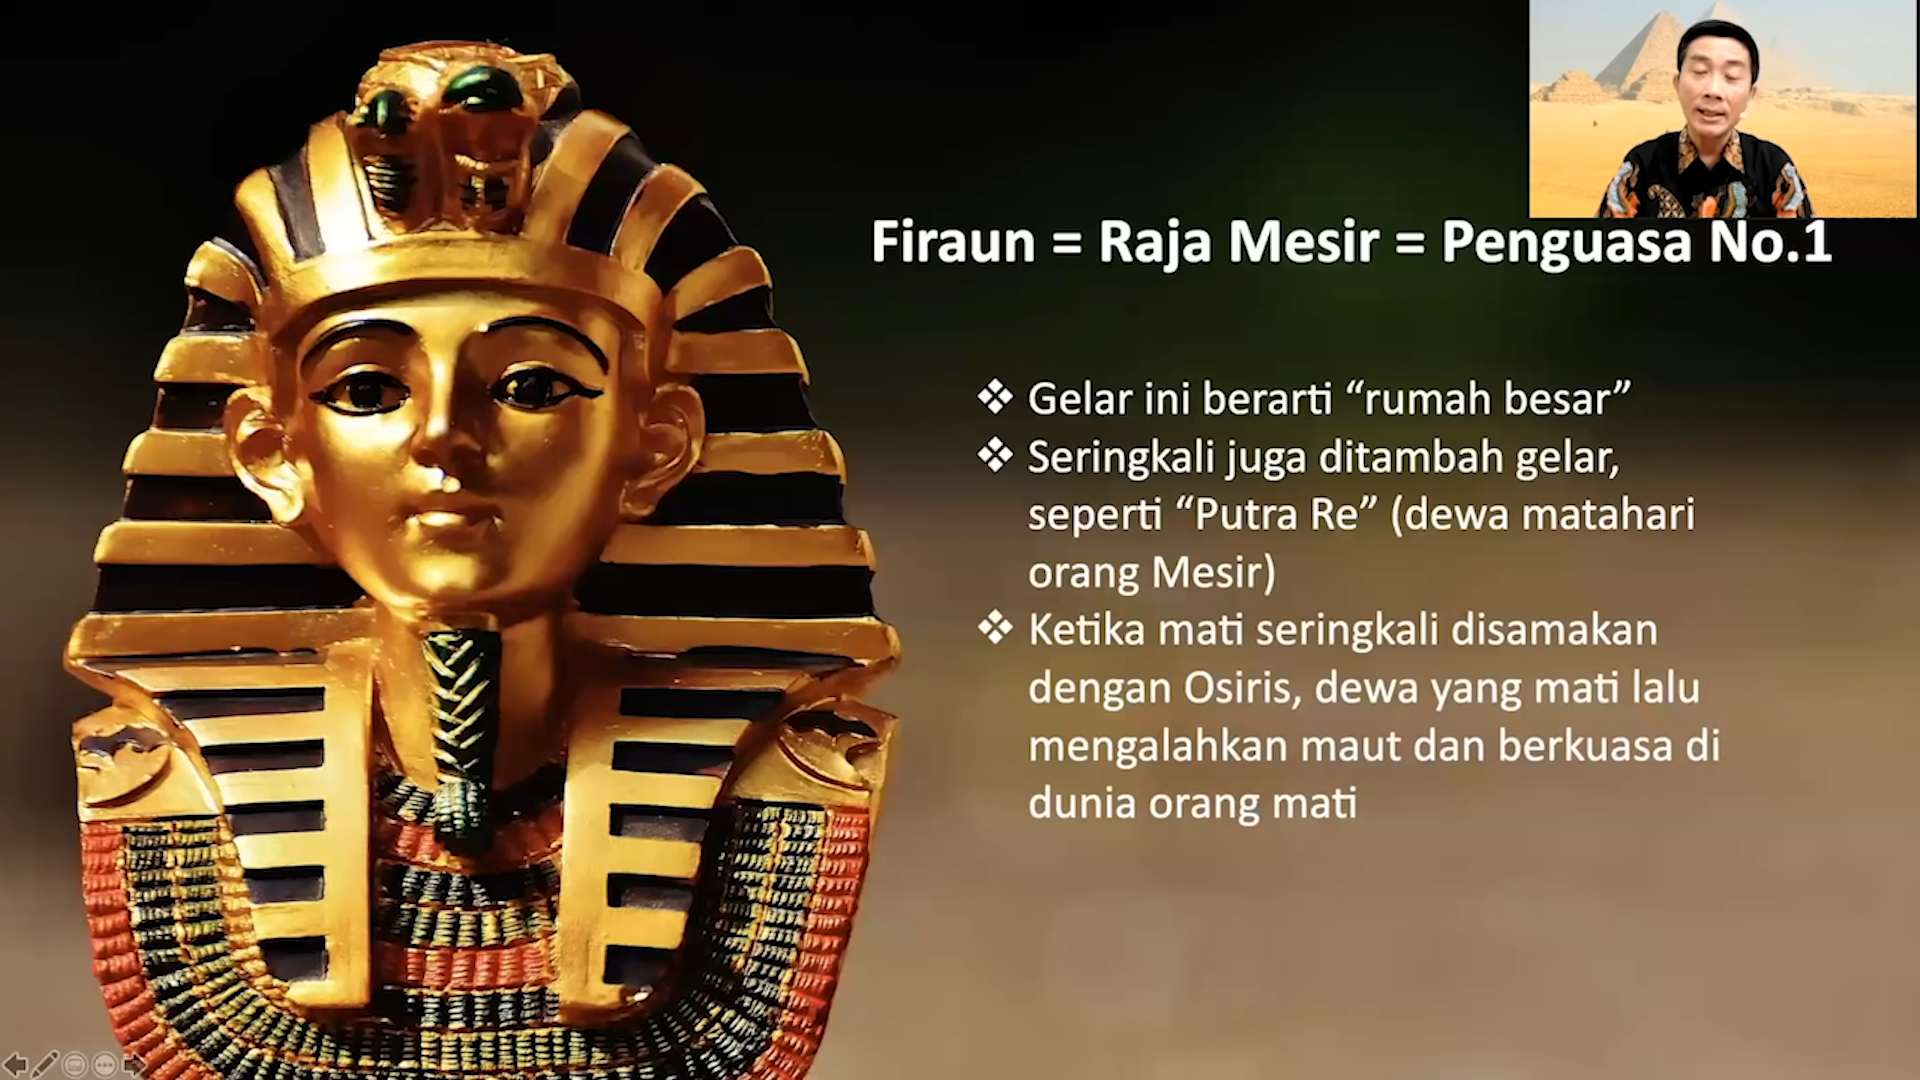 Firaun = Raja Mesir = Penguasa No.1
❖ Gelar ini berarti “rumah besar”
❖ Seringkali juga ditambah gelar,
seperti “Putra Re” (dewa matahari
orang Mesir)
❖ Ketika mati seringkali disamakan
dengan Osiris, dewa yang mati lalu
mengalahkan maut dan berkuasa di
dunia orang mati